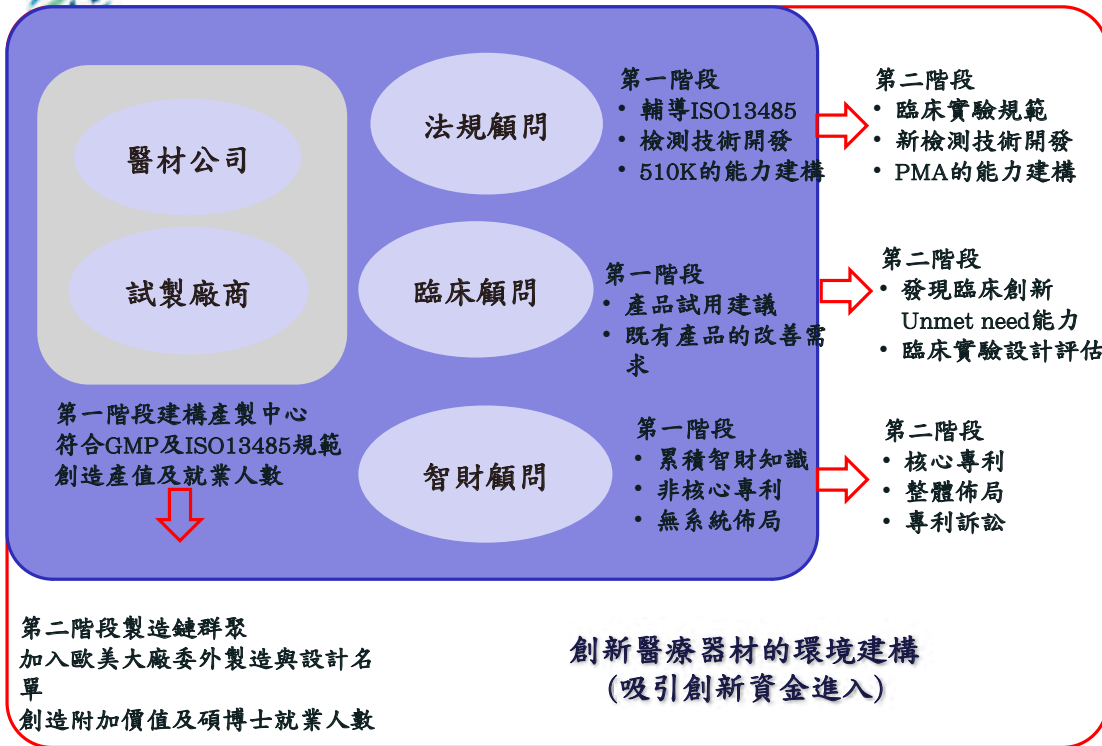 醫材公司
試製廠商
第一階段建構產製中心
符合GMP及ISO13485規範
創造產值及就業人數
法規顧問
第一階段
• 輔導ISO13485
• 檢測技術開發
• 510K的能力建構
第二階段
• 臨床實驗規範
• 新檢測技術開發
• PMA的能力建構
臨床顧問
第一階段
• 產品試用建議
• 既有產品的改善需
求
第二階段
• 發現臨床創新
Unmet need能力
• 臨床實驗設計評估
智財顧問
第一階段
• 累積智財知識
• 非核心專利
• 無系統佈局
第二階段
• 核心專利
• 整體佈局
• 專利訴訟
第二階段製造鏈群聚
加入歐美大廠委外製造與設計名
單
創造附加價值及碩博士就業人數
創新醫療器材的環境建構
(吸引創新資金進入)